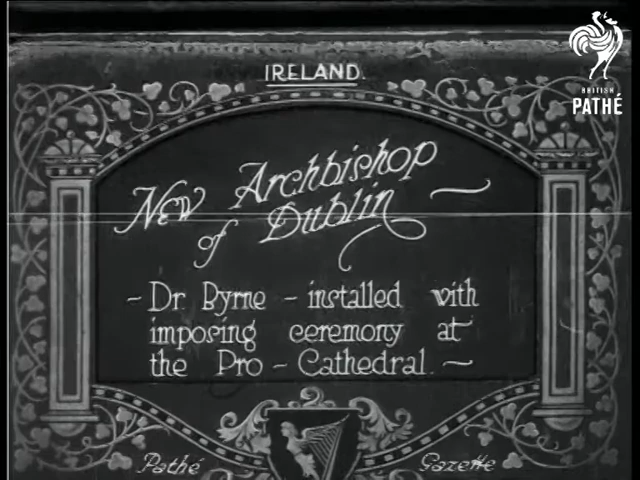 BRITISH
PATHÉ
IRELAND.
New Archbishop
of Dublin
- Dr Byrne - installed with
imposing ceremony at
the Pro - Cathedral.
Pathé Gazette